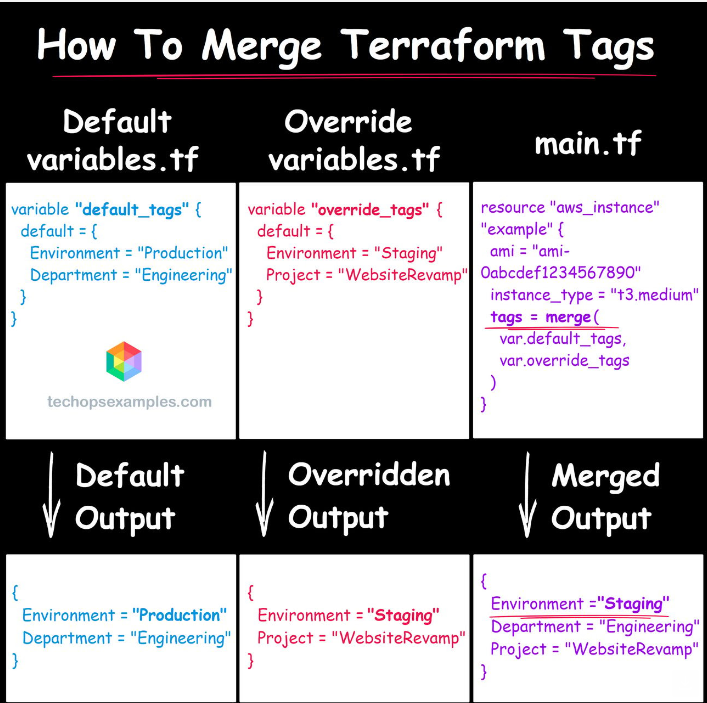 How To Merge Terraform Tags
Default
variables.tf
variable "default_tags" {
default = {
Environment = "Production"
Department = "Engineering"
}
}
techopsexamples.com
Override
variables.tf
variable "override_tags" {
default = {
Environment = "Staging"
Project = "WebsiteRevamp"
}
}
main.tf
resource "aws_instance"
"example" {
ami = "ami-
0abcdef1234567890"
instance_type = "t3.medium"
tags = merge(
var.default_tags,
var.override_tags
)
}
Default
Output
{
Environment = "Production"
Department = "Engineering"
}
Overridden
Output
{
Environment = "Staging"
Project = "WebsiteRevamp"
}
Merged
Output
{
Environment ="Staging"
Department = "Engineering"
Project = "WebsiteRevamp"
}